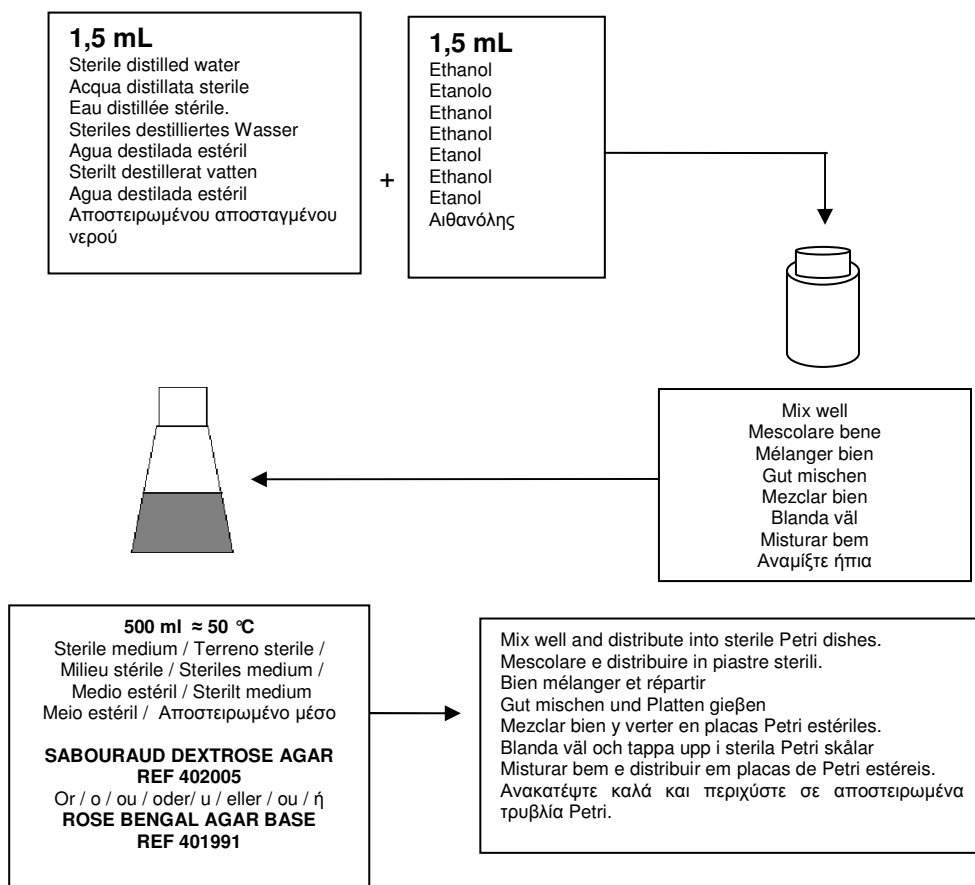 1,5 mL
Sterile distilled water
Acqua distillata sterile
Eau distillée stérile.
Steriles destilliertes Wasser
Agua destilada estéril
Sterilt destillerat vatten
Agua destilada estéril
Αποστειρωμένου αποσταγμένου
νερού
+
1,5 mL
Ethanol
Etanolo
Ethanol
Ethanol
Etanol
Ethanol
Etanol
Αιθανόλης
Mix well
Mescolare bene
Mélanger bien
Gut mischen
Mezclar bien
Blanda väl
Misturar bem
Αναμίξτε ήπια
500 ml ≈ 50 °C
Sterile medium / Terreno sterile /
Milieu stérile / Steriles medium /
Medio estéril / Sterilt medium
Meio estéril / Αποστειρωμένο μέσο
SABOURAUD DEXTROSE AGAR
REF 402005
Or / o / ou / oder/ u / eller / ou / ή
ROSE BENGAL AGAR BASE
REF 401991
Mix well and distribute into sterile Petri dishes.
Mescolare e distribuire in piastre sterili.
Bien mélanger et répartir
Gut mischen und Platten gieβen
Mezclar bien y verter en placas Petri estériles.
Blanda väl och tappa upp i sterila Petri skålar
Misturar bem e distribuir em placas de Petri estéreis.
Ανακατέψτε καλά και περιχύστε σε αποστειρωμένα
τρυβλία Petri.